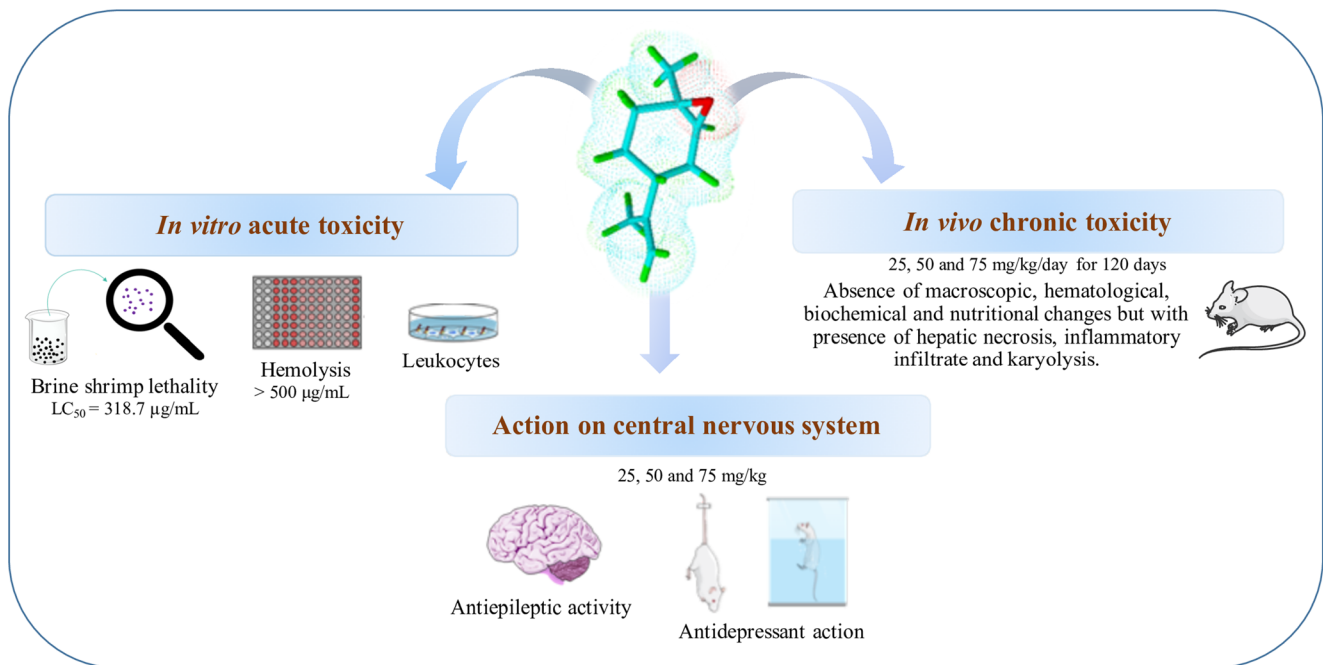 In vitro acute toxicity
Brine shrimp lethality
LC50 = 318.7 µg/mL
Hemolysis
> 500 µg/mL
Leukocytes
In vivo chronic toxicity
25, 50 and 75 mg/kg/day for 120 days
Absence of macroscopic, hematological,
biochemical and nutritional changes but with
presence of hepatic necrosis, inflammatory
infiltrate and karyolysis.
Action on central nervous system
25, 50 and 75 mg/kg
Antiepileptic activity
Antidepressant action